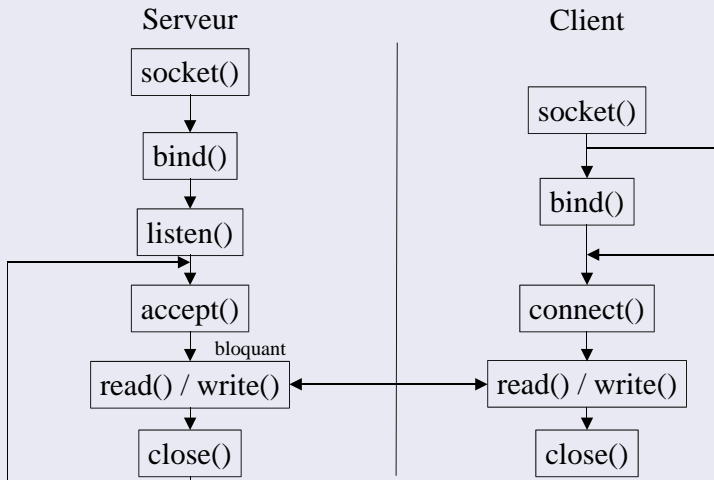 Serveur
socket()
bind()
listen()
accept()
bloquant
read() / write()
close()
Client
socket()
bind()
connect()
read() / write()
close()